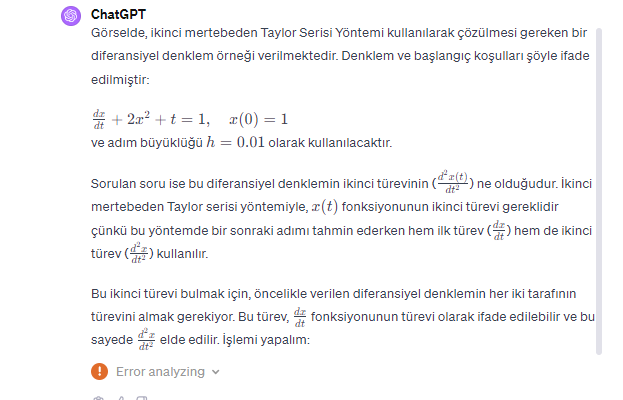 ChatGPT
Görselde, ikinci mertebeden Taylor Serisi Yöntemi kullanılarak çözülmesi gereken bir
diferansiyel denklem örneği verilmektedir. Denklem ve başlangıç koşulları şöyle ifade
edilmiştir:
dx/dt + 2x² + t = 1, x(0) = 1
ve adım büyüklüğü h = 0.01 olarak kullanılacaktır.
Sorulan soru ise bu diferansiyel denklemin ikinci türevinin (d²x(t)/dt²) ne olduğudur. İkinci
mertebeden Taylor serisi yöntemiyle, x(t) fonksiyonunun ikinci türevi gereklidir
çünkü bu yöntemde bir sonraki adımı tahmin ederken hem ilk türev (dx/dt) hem de ikinci
türev (d²x/dt²) kullanılır.
Bu ikinci türevi bulmak için, öncelikle verilen diferansiyel denklemin her iki tarafının
türevini almak gerekiyor. Bu türev, dx/dt fonksiyonunun türevi olarak ifade edilebilir ve bu
sayede d²x/dt² elde edilir. İşlemi yapalım:
Error analyzing